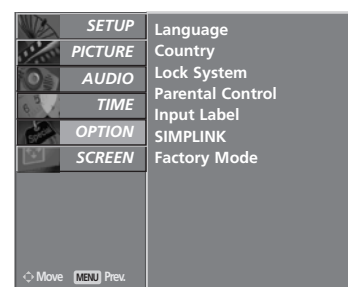 SETUP
PICTURE
AUDIO
TIME
OPTION
SCREEN
Language
Country
Lock System
Parental Control
Input Label
SIMPLINK
Factory Mode
Move MENU Prev.